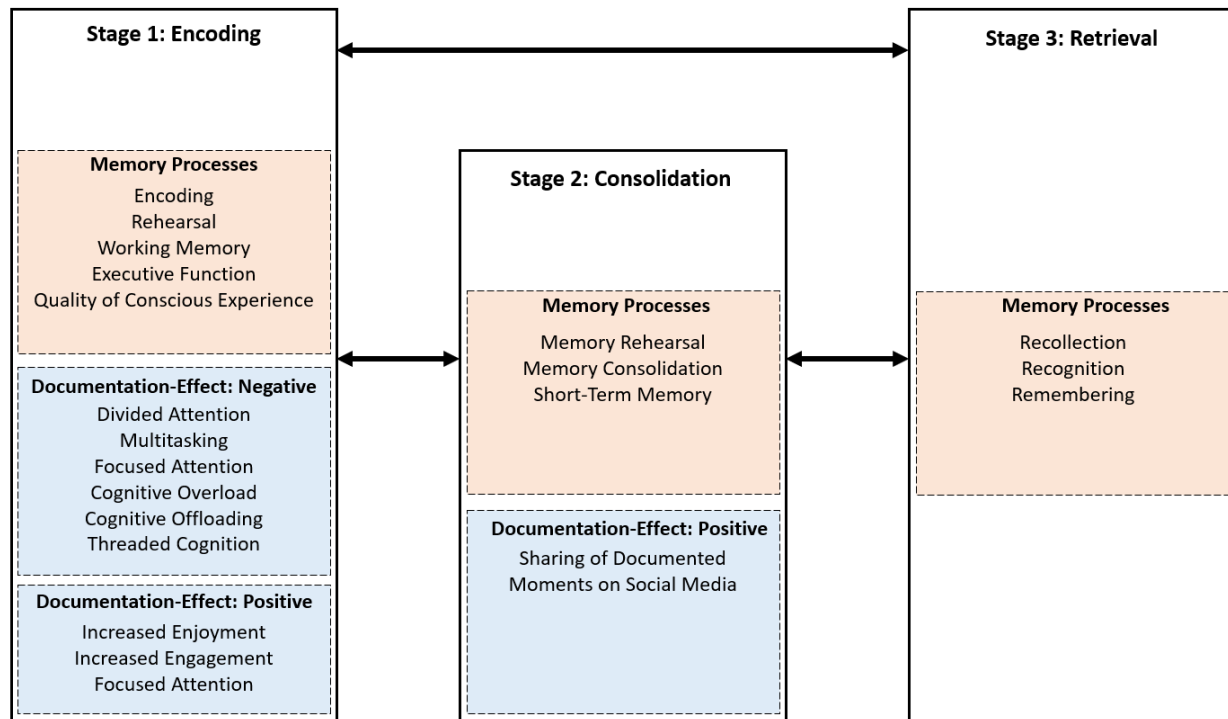 Stage 1: Encoding
Memory Processes
Encoding
Rehearsal
Working Memory
Executive Function
Quality of Conscious Experience
Documentation-Effect: Negative
Divided Attention
Multitasking
Focused Attention
Cognitive Overload
Cognitive Offloading
Threaded Cognition
Documentation-Effect: Positive
Increased Enjoyment
Increased Engagement
Focused Attention
Stage 2: Consolidation
Memory Processes
Memory Rehearsal
Memory Consolidation
Short-Term Memory
Documentation-Effect: Positive
Sharing of Documented
Moments on Social Media
Stage 3: Retrieval
Memory Processes
Recollection
Recognition
Remembering